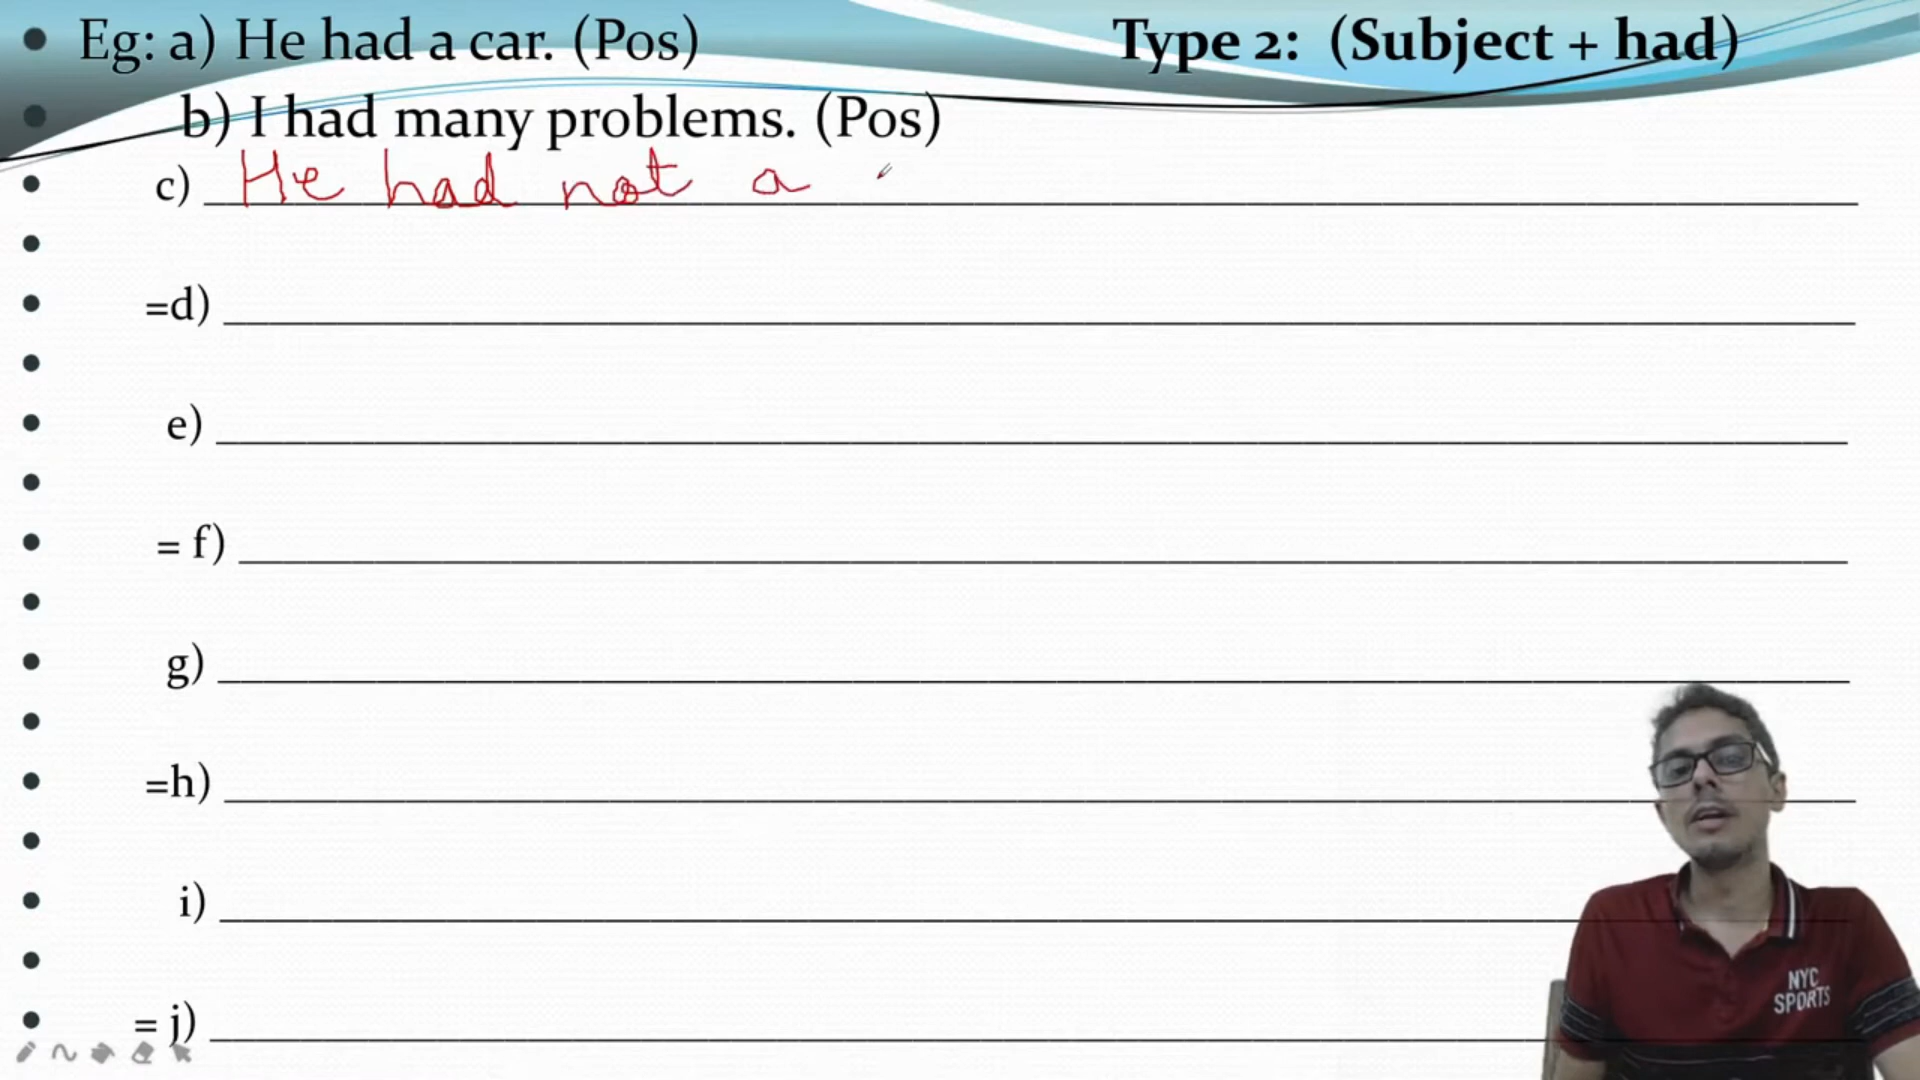 Eg: a) He had a car. (Pos) Type 2: (Subject + had)
b) I had many problems. (Pos)
c) He had not a
=d)
e)
= f)
g)
=h)
i)
= j)
NYC
SPORTS